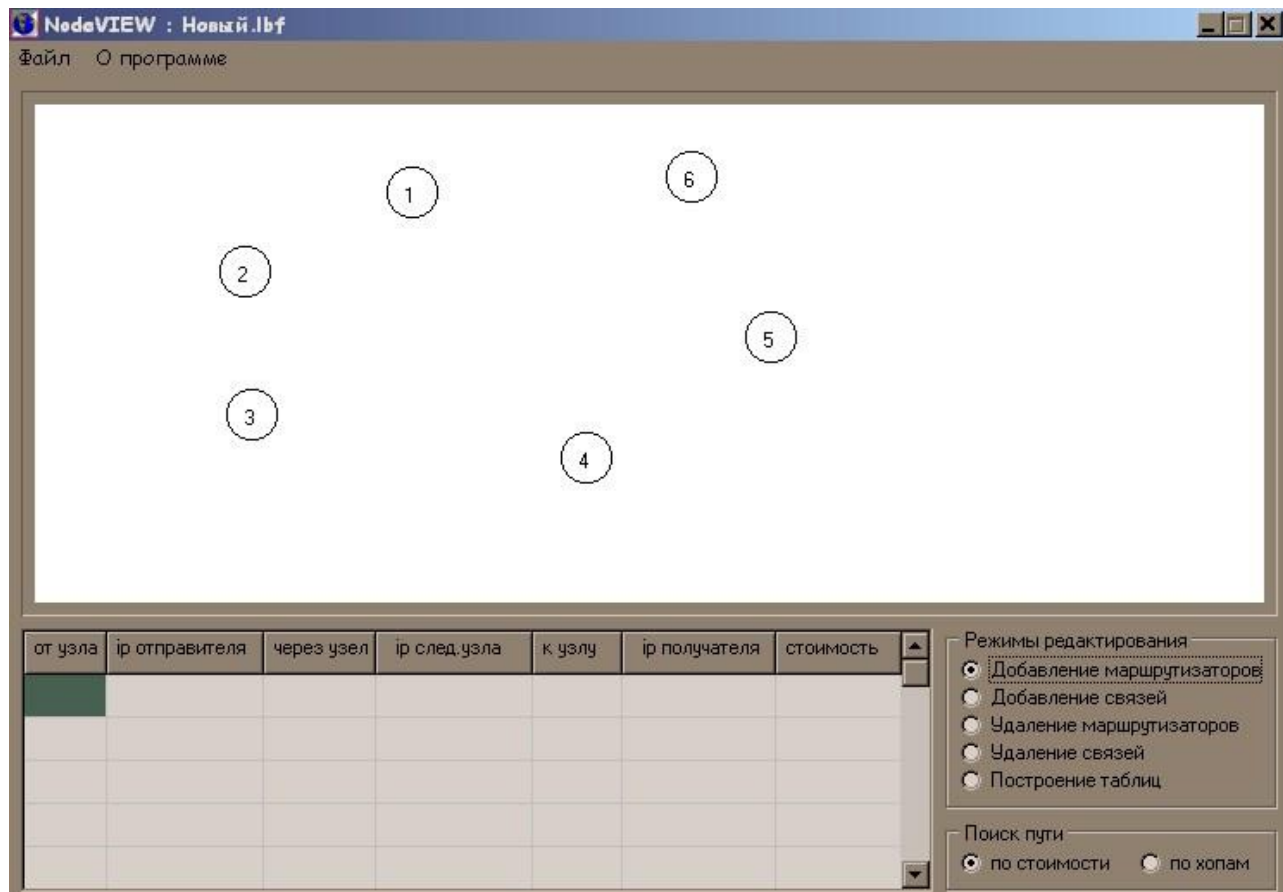 NodeVIEW : Новый.lbf
Файл О программе
1
6
2
5
3
4
от узла ip отправителя через узел ip след.узла к узлу ip получателя стоимость
Режимы редактирования
Добавление маршрутизаторов
Добавление связей
Удаление маршрутизаторов
Удаление связей
Построение таблиц
Поиск пути
по стоимости по хопам